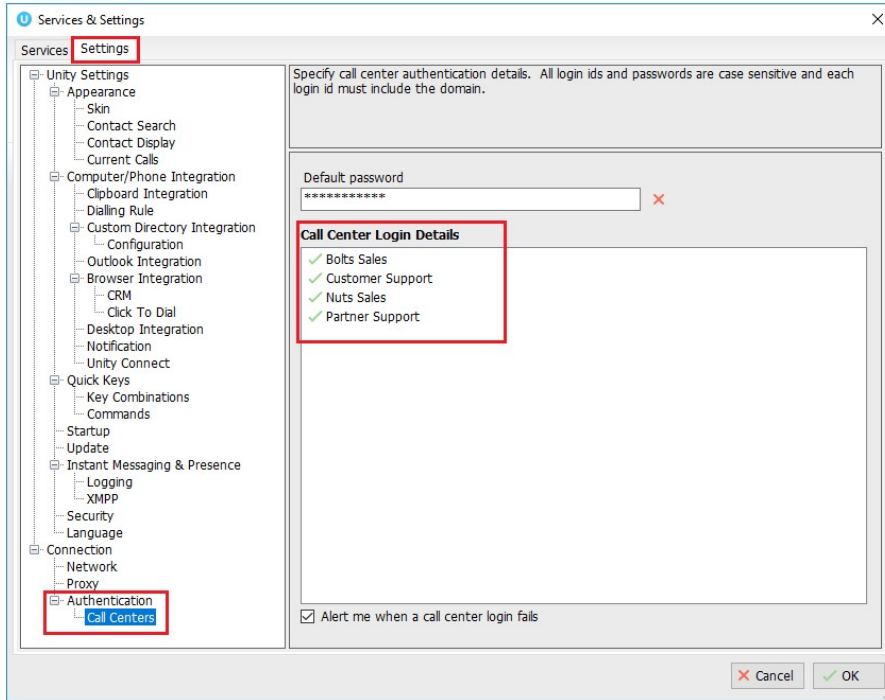 Services & Settings
Services
Settings
Unity Settings
Appearance
Skin
Contact Search
Contact Display
Current Calls
Computer/Phone Integration
Clipboard Integration
Dialling Rule
Custom Directory Integration
Configuration
Outlook Integration
Browser Integration
CRM
Click To Dial
Desktop Integration
Notification
Unity Connect
Quick Keys
Key Combinations
Commands
Startup
Update
Instant Messaging & Presence
Logging
XMPP
Security
Language
Connection
Network
Proxy
Authentication
Call Centers
Specify call center authentication details. All login ids and passwords are case sensitive and each
login id must include the domain.
Default password
***********
Call Center Login Details
Bolts Sales
Customer Support
Nuts Sales
Partner Support
Alert me when a call center login fails
Cancel
OK